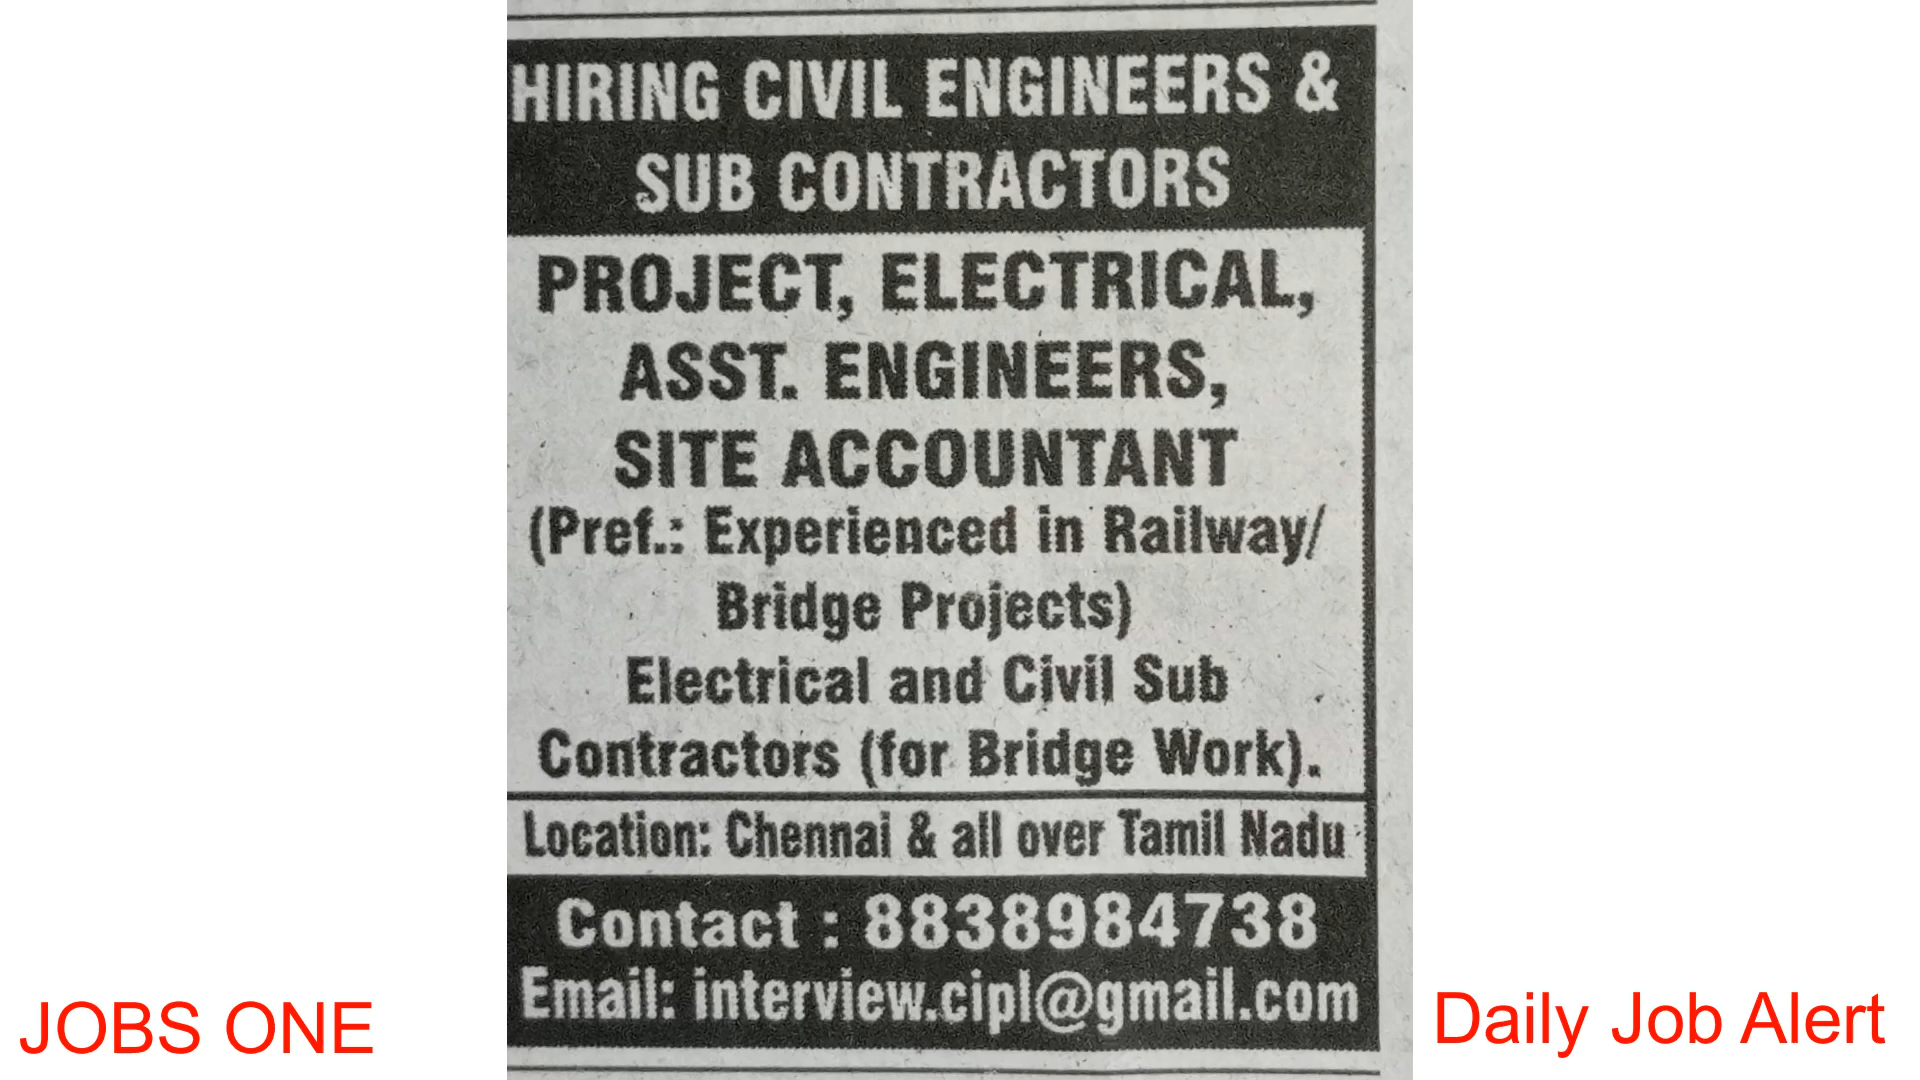 HIRING CIVIL ENGINEERS &
SUB CONTRACTORS
PROJECT, ELECTRICAL,
ASST. ENGINEERS,
SITE ACCOUNTANT
(Pref.: Experienced in Railway/
Bridge Projects)
Electrical and Civil Sub
Contractors (for Bridge Work).
Location: Chennai & all over Tamil Nadu
Contact : 8838984738
Email: interview.cipl@gmail.com
JOBS ONE
Daily Job Alert